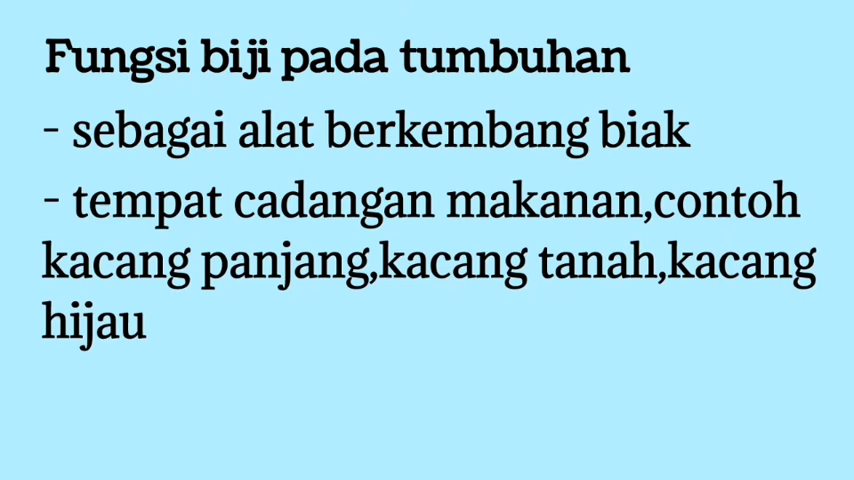 Fungsi biji pada tumbuhan
- sebagai alat berkembang biak
- tempat cadangan makanan,contoh
kacang panjang,kacang tanah,kacang
hijau